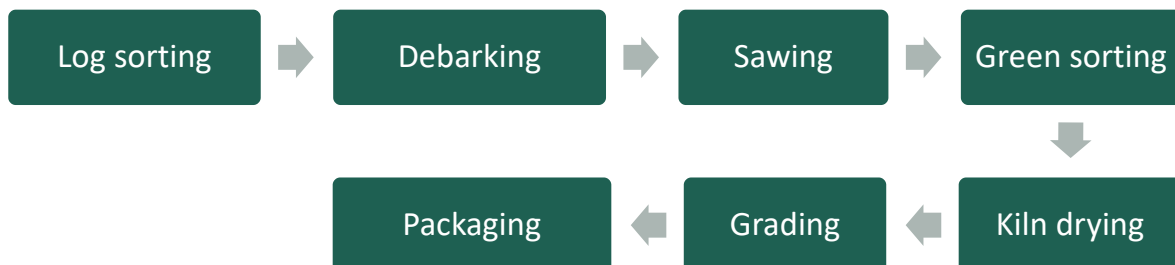 Log sorting
Debarking
Sawing
Green sorting
Kiln drying
Grading
Packaging